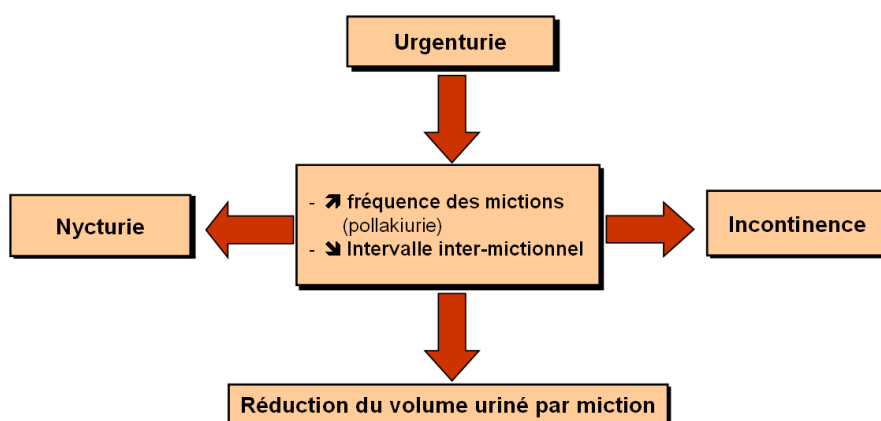 Urgenturie
- ⬈ fréquence des mictions
(pollakiurie)
- ⬊ Intervalle inter-mictionnel
Nycturie
Incontinence
Réduction du volume uriné par miction